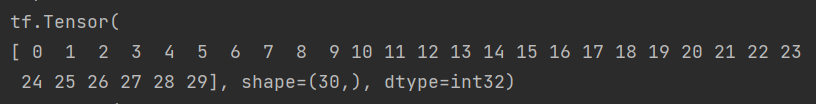 tf.Tensor(
[ 0  1  2  3  4  5  6  7  8  9 10 11 12 13 14 15 16 17 18 19 20 21 22 23
 24 25 26 27 28 29], shape=(30,), dtype=int32)